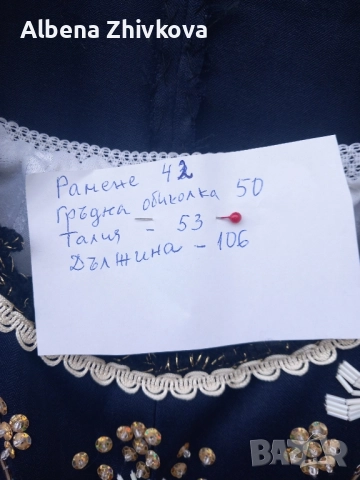 Albena Zhivkova
Рамене 42
Гръдна обиколка 50
Талия - 53
Дължина - 106
BAZAR